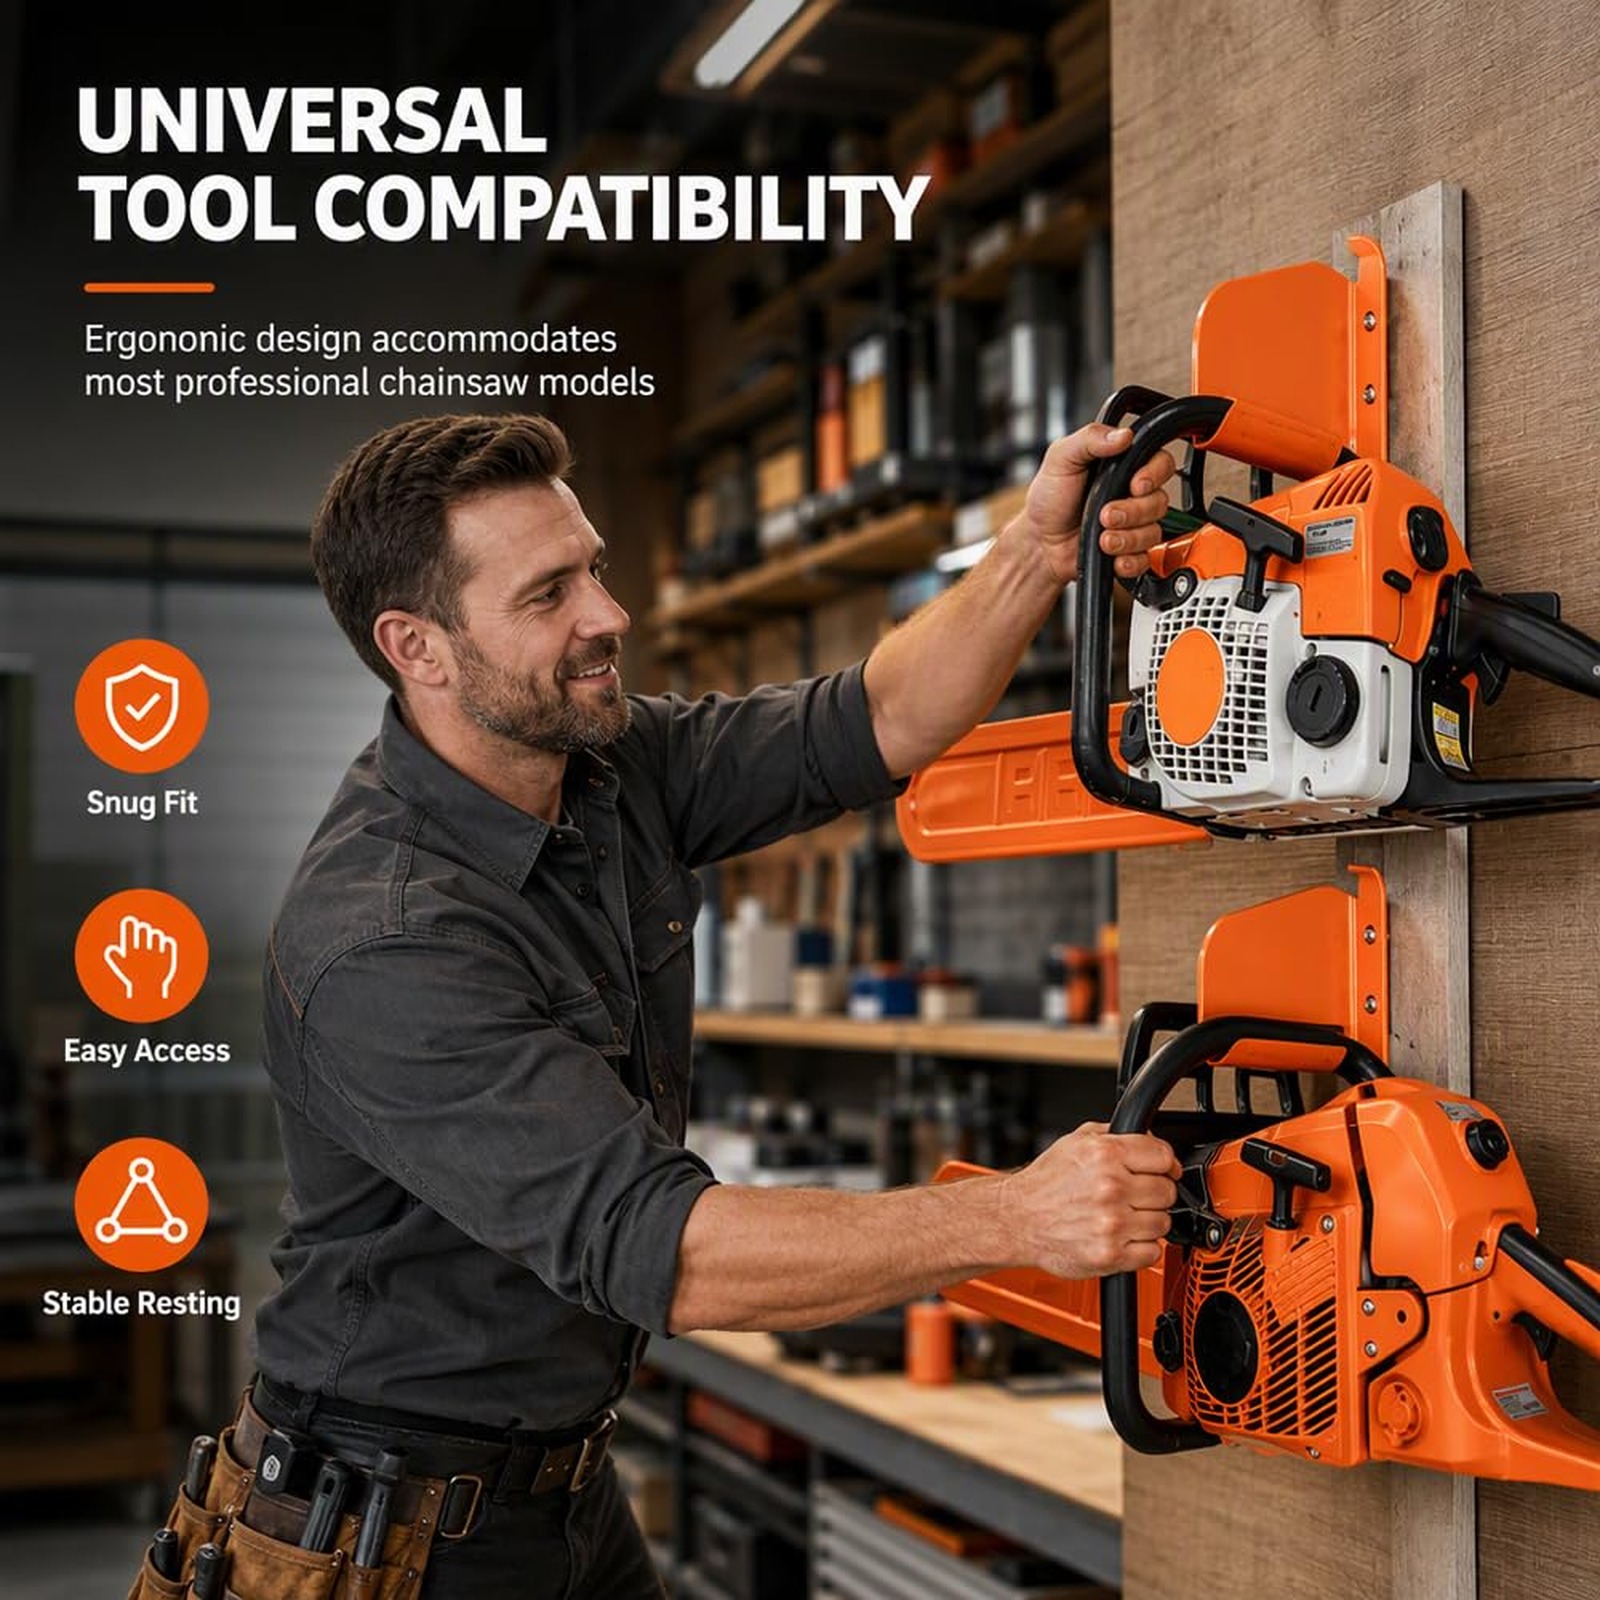 UNIVERSAL
TOOL COMPATIBILITY
Ergononic design accommodates
most professional chainsaw models
Snug Fit
Easy Access
Stable Resting